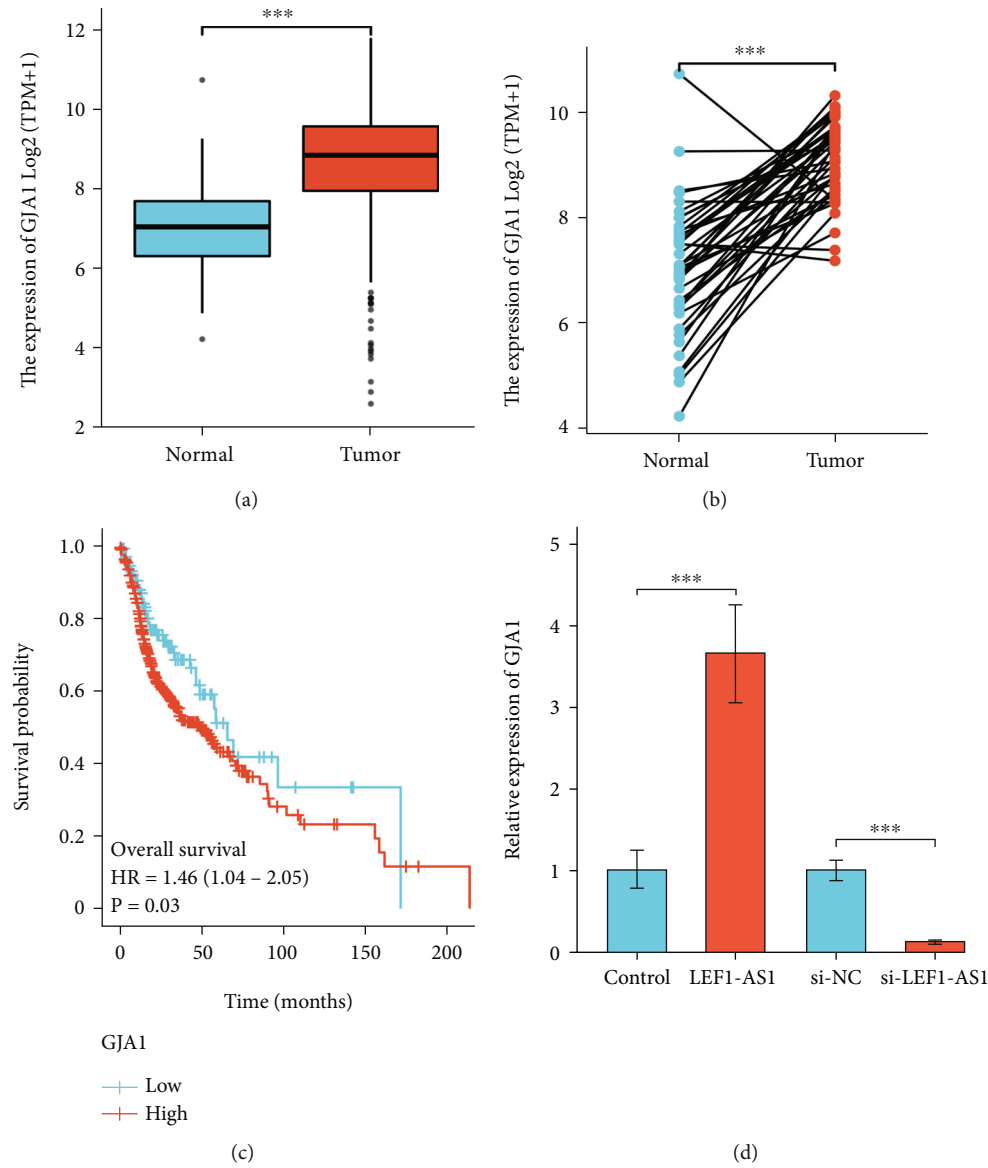 The expression of GJA1 Log2 (TPM+1)
12
10
8
6
4
2
***
Normal
Tumor
(a)
The expression of GJA1 Log2 (TPM+1)
10
8
6
4
***
Normal
Tumor
(b)
Survival probability
1.0
0.8
0.6
0.4
0.2
0
Overall survival
HR = 1.46 (1.04 – 2.05)
P = 0.03
0
50
100
150
200
Time (months)
GJA1
Low
High
(c)
Relative expression of GJA1
5
4
3
2
1
0
***
***
Control
LEF1-AS1
si-NC
si-LEF1-AS1
(d)